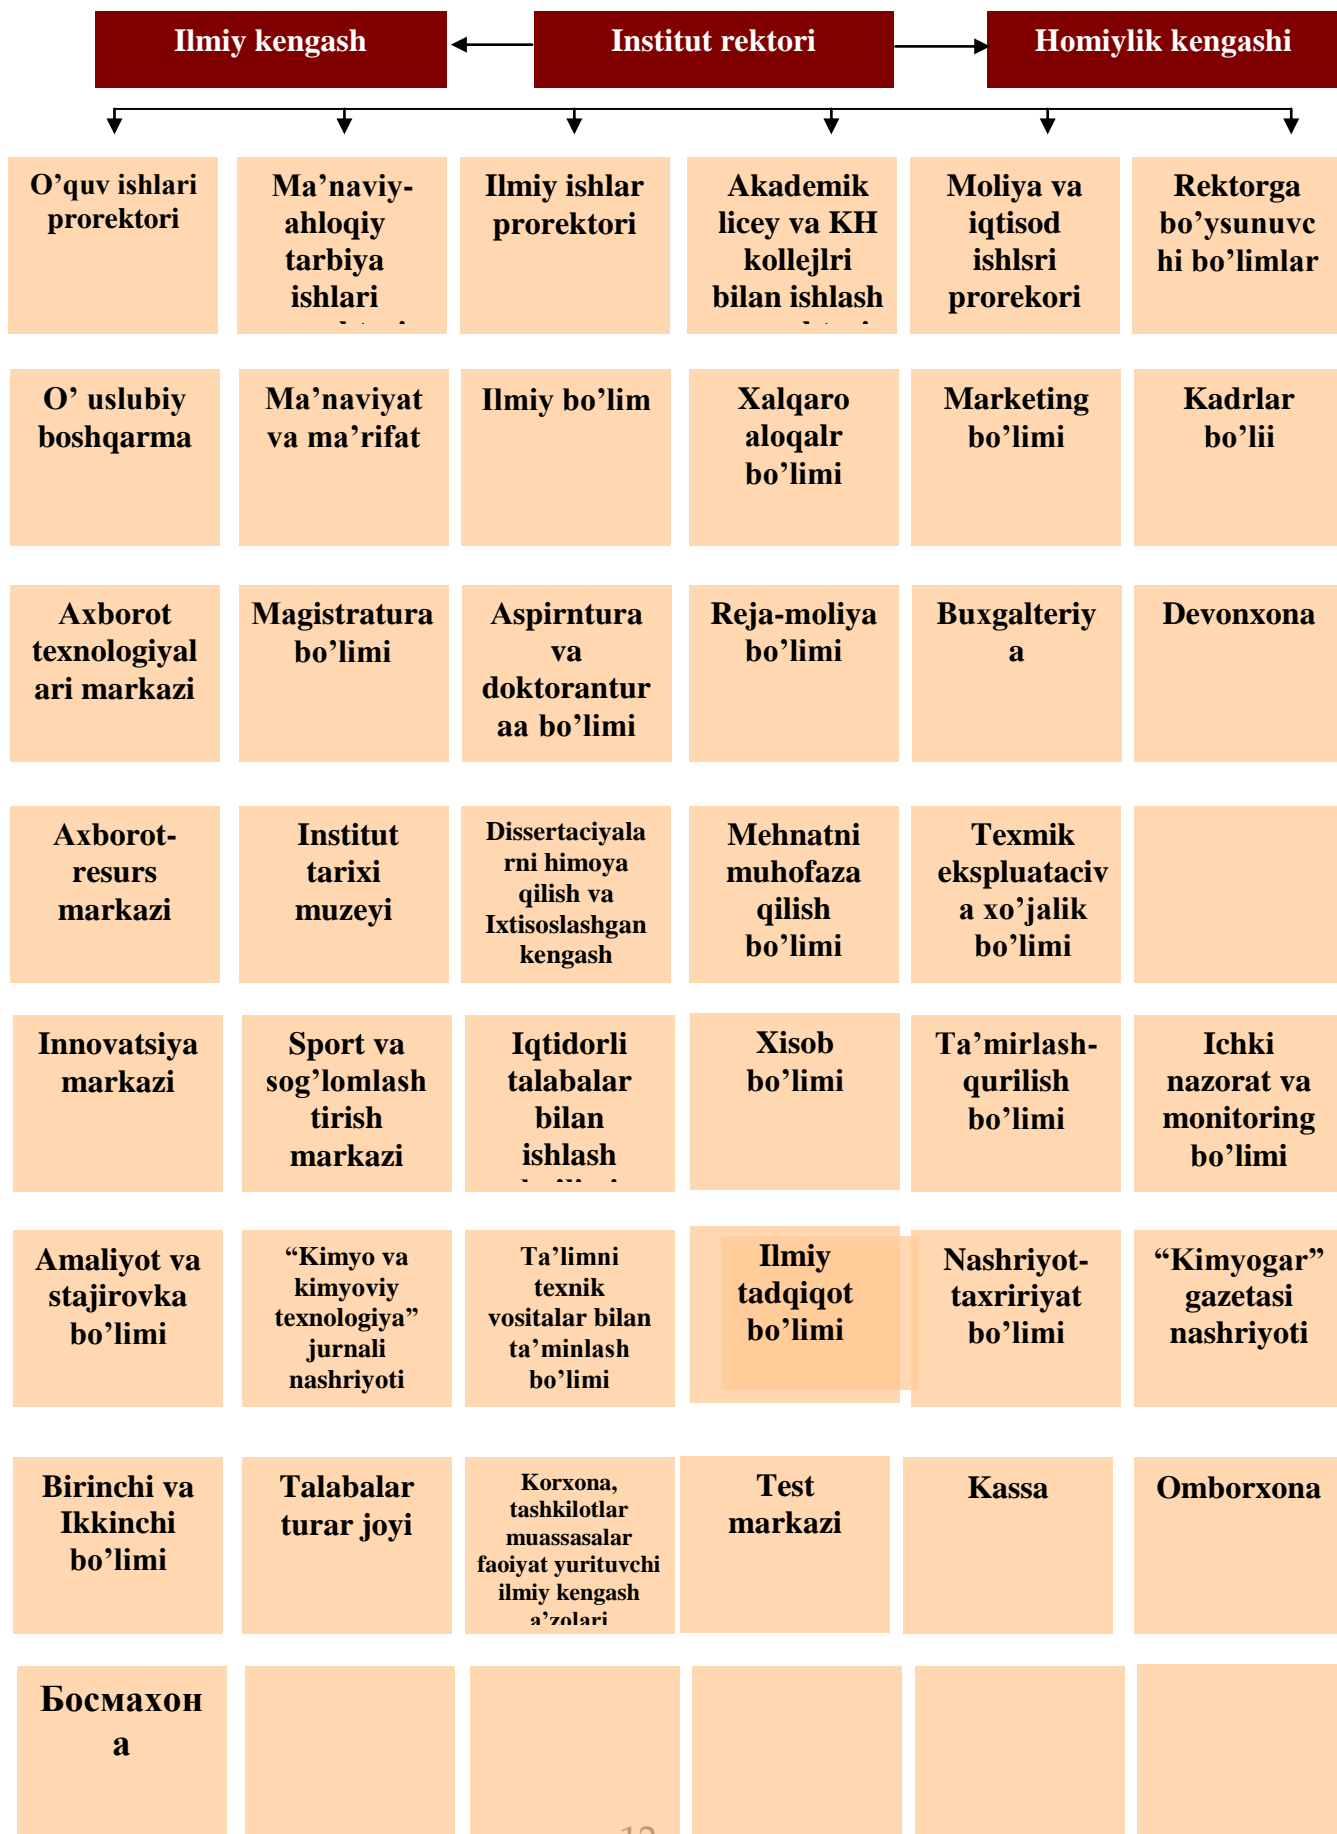 Ilmiy kengash
Institut rektori
Homiylik kengashi
O’quv ishlari
prorektori
Ma’naviy-
ahloqiy
tarbiya
ishlari
Ilmiy ishlar
prorektori
Akademik
licey va KH
kollejlri
bilan ishlash
Moliya va
iqtisod
ishlsri
prorekori
Rektorga
bo’ysunuvc
hi bo’limlar
O’ uslubiy
boshqarma
Ma’naviyat
va ma’rifat
Ilmiy bo’lim
Xalqaro
aloqalr
bo’limi
Marketing
bo’limi
Kadrlar
bo’lii
Axborot
texnologiyal
ari markazi
Magistratura
bo’limi
Aspirntura
va
doktorantur
aa bo’limi
Reja-moliya
bo’limi
Buxgalteriy
a
Devonxona
Axborot-
resurs
markazi
Institut
tarixi
muzeyi
Dissertaciyala
rni himoya
qilish va
Ixtisoslashgan
kengash
Mehnatni
muhofaza
qilish
bo’limi
Texmik
ekspluataciv
a xo’jalik
bo’limi
Innovatsiya
markazi
Sport va
sog’lomlash
tirish
markazi
Iqtidorli
talabalar
bilan
ishlash
Xisob
bo’limi
Ta’mirlash-
qurilish
bo’limi
Ichki
nazorat va
monitoring
bo’limi
Amaliyot va
stajirovka
bo’limi
“Kimyo va
kimyoviy
texnologiya”
jurnali
nashriyoti
Ta’limni
texnik
vositalar bilan
ta’minlash
bo’limi
Ilmiy
tadqiqot
bo’limi
Nashriyot-
taxririyat
bo’limi
“Kimyogar”
gazetasi
nashriyoti
Birinchi va
Ikkinchi
bo’limi
Talabalar
turar joyi
Korxona,
tashkilotlar
muassasalar
faoiyat yurituvchi
ilmiy kengash
a’zolari
Test
markazi
Kassa
Omborxona
Босмахон
а